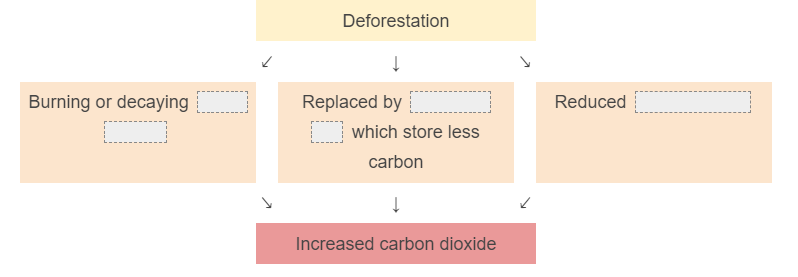 Deforestation
Burning or decaying
Replaced by
which store less
carbon
Reduced
Increased carbon dioxide